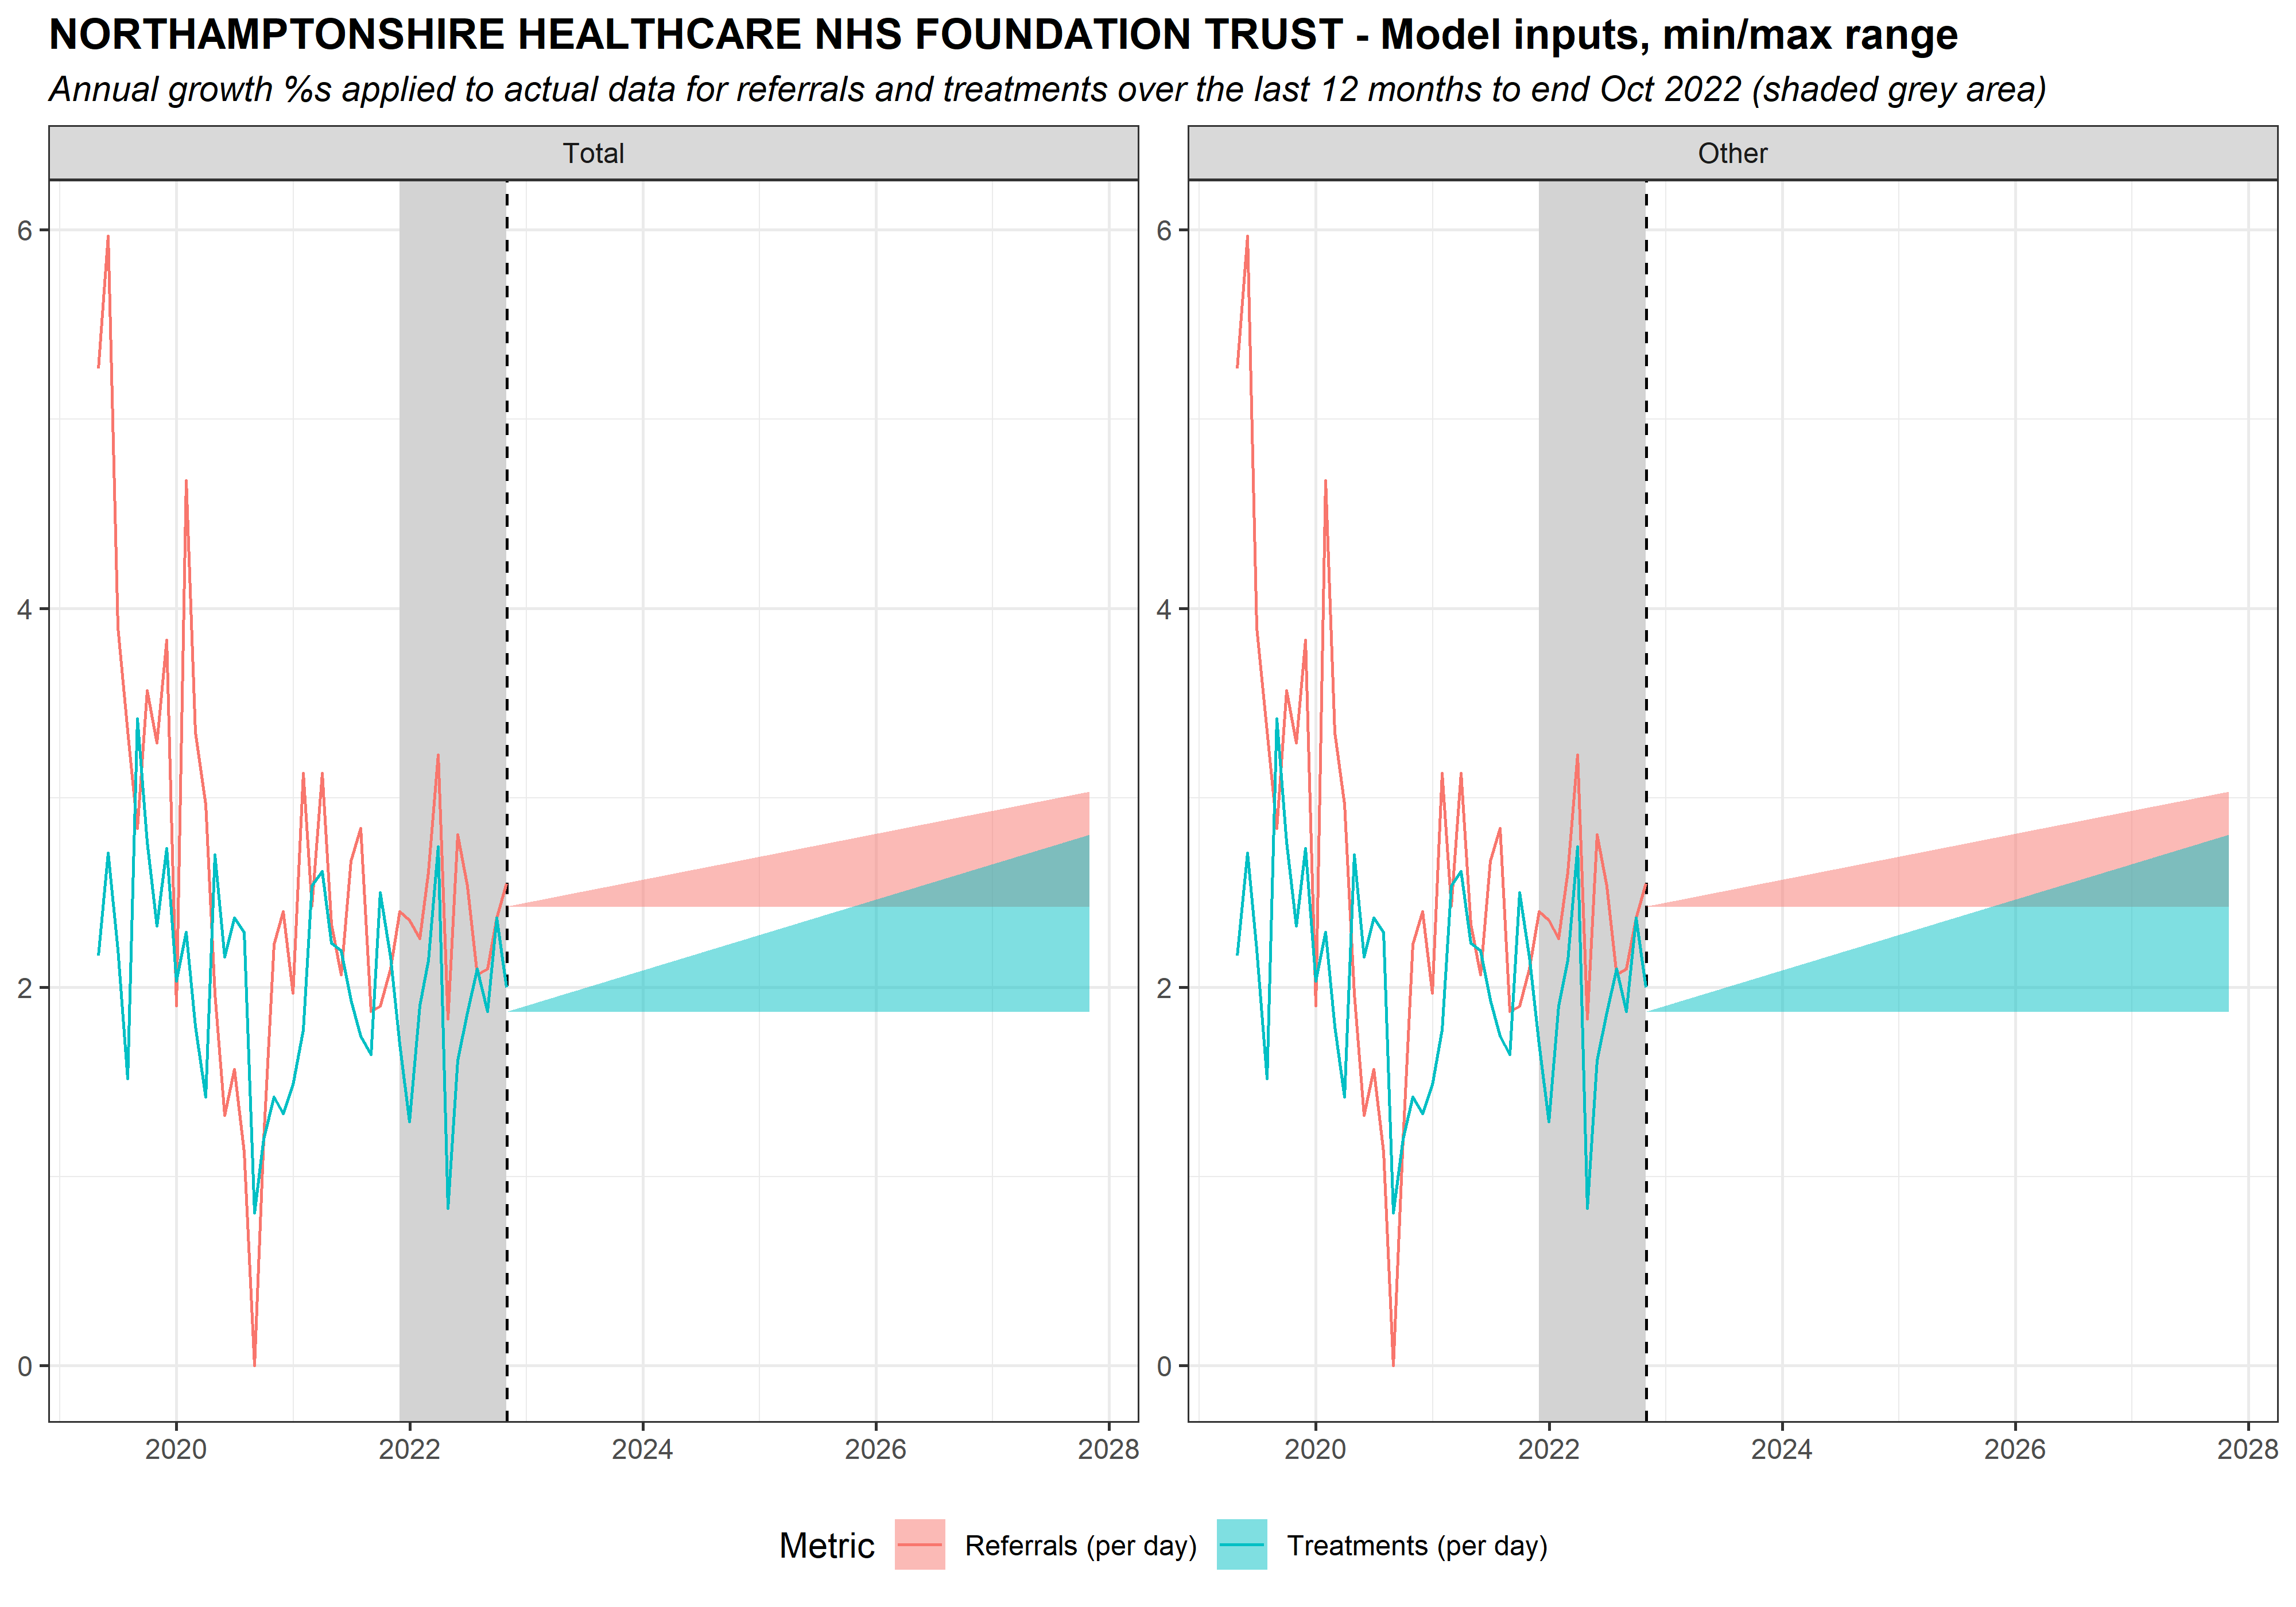 NORTHAMPTONSHIRE HEALTHCARE NHS FOUNDATION TRUST - Model inputs, min/max range
Annual growth %s applied to actual data for referrals and treatments over the last 12 months to end Oct 2022 (shaded grey area)
Total
Other
6
4
2
0
6
4
2
0
2020 2022 2024 2026 2028
2020 2022 2024 2026 2028
Metric Referrals (per day) Treatments (per day)